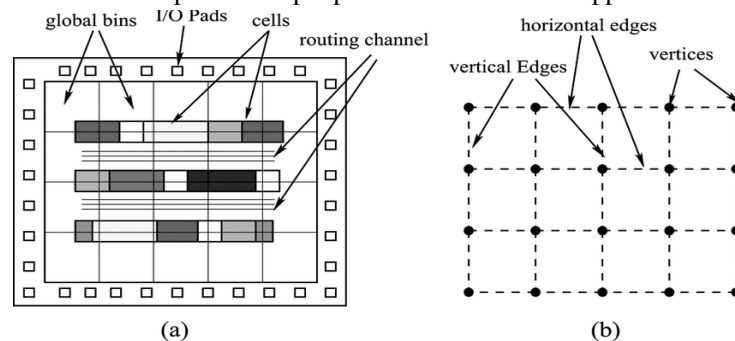 global bins
I/O Pads
cells
routing channel
horizontal edges
vertical Edges
vertices
(a)
(b)